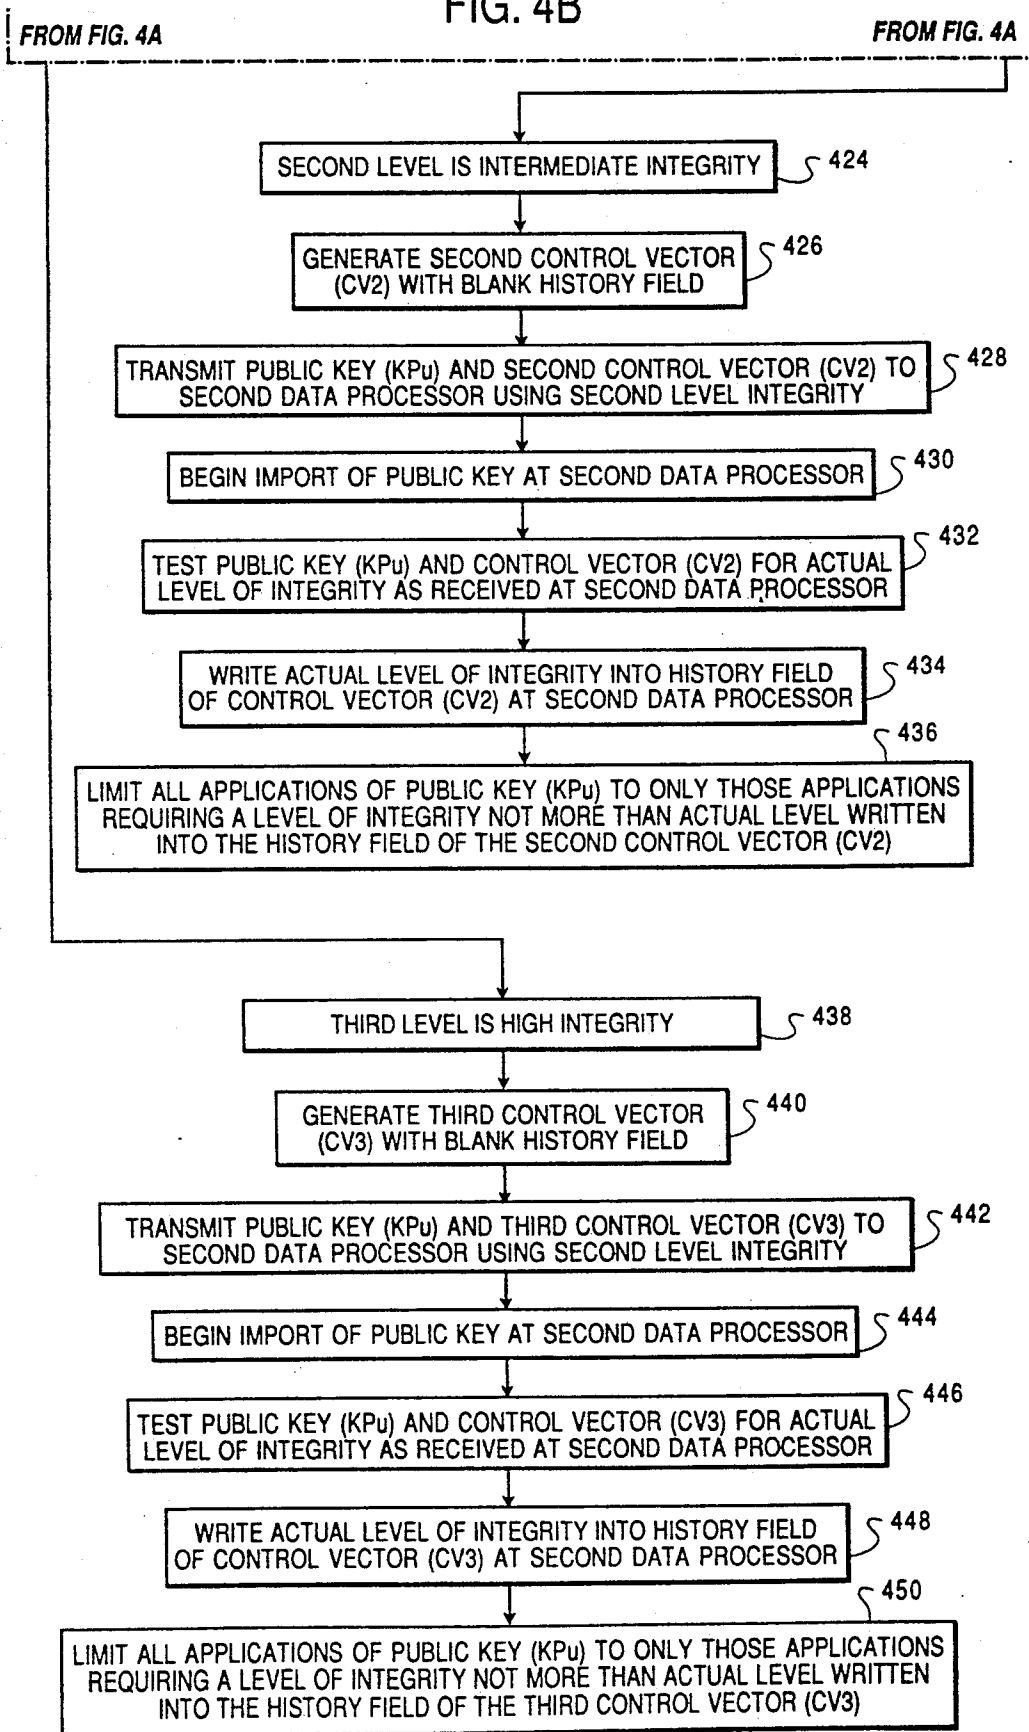 FIG. 4B
FROM FIG. 4A
FROM FIG. 4A
SECOND LEVEL IS INTERMEDIATE INTEGRITY
424
GENERATE SECOND CONTROL VECTOR
(CV2) WITH BLANK HISTORY FIELD
426
TRANSMIT PUBLIC KEY (KPu) AND SECOND CONTROL VECTOR (CV2) TO
SECOND DATA PROCESSOR USING SECOND LEVEL INTEGRITY
428
BEGIN IMPORT OF PUBLIC KEY AT SECOND DATA PROCESSOR
430
TEST PUBLIC KEY (KPu) AND CONTROL VECTOR (CV2) FOR ACTUAL
LEVEL OF INTEGRITY AS RECEIVED AT SECOND DATA PROCESSOR
432
WRITE ACTUAL LEVEL OF INTEGRITY INTO HISTORY FIELD
OF CONTROL VECTOR (CV2) AT SECOND DATA PROCESSOR
434
436
LIMIT ALL APPLICATIONS OF PUBLIC KEY (KPu) TO ONLY THOSE APPLICATIONS
REQUIRING A LEVEL OF INTEGRITY NOT MORE THAN ACTUAL LEVEL WRITTEN
INTO THE HISTORY FIELD OF THE SECOND CONTROL VECTOR (CV2)
THIRD LEVEL IS HIGH INTEGRITY
438
GENERATE THIRD CONTROL VECTOR
(CV3) WITH BLANK HISTORY FIELD
440
TRANSMIT PUBLIC KEY (KPu) AND THIRD CONTROL VECTOR (CV3) TO
SECOND DATA PROCESSOR USING SECOND LEVEL INTEGRITY
442
BEGIN IMPORT OF PUBLIC KEY AT SECOND DATA PROCESSOR
444
TEST PUBLIC KEY (KPu) AND CONTROL VECTOR (CV3) FOR ACTUAL
LEVEL OF INTEGRITY AS RECEIVED AT SECOND DATA PROCESSOR
446
WRITE ACTUAL LEVEL OF INTEGRITY INTO HISTORY FIELD
OF CONTROL VECTOR (CV3) AT SECOND DATA PROCESSOR
448
450
LIMIT ALL APPLICATIONS OF PUBLIC KEY (KPu) TO ONLY THOSE APPLICATIONS
REQUIRING A LEVEL OF INTEGRITY NOT MORE THAN ACTUAL LEVEL WRITTEN
INTO THE HISTORY FIELD OF THE THIRD CONTROL VECTOR (CV3)